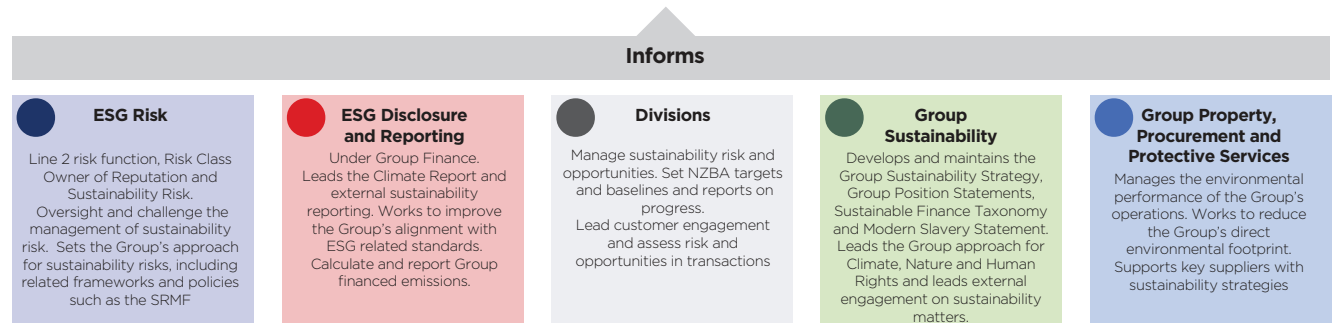 Informs
ESG Risk
Line 2 risk function, Risk Class
Owner of Reputation and
Sustainability Risk.
Oversight and challenge the
management of sustainability
risk. Sets the Group's approach
for sustainability risks, including
related frameworks and policies
such as the SRMF
ESG Disclosure
and Reporting
Under Group Finance.
Leads the Climate Report and
external sustainability
reporting. Works to improve
the Group's alignment with
ESG related standards.
Calculate and report Group
financed emissions.
Divisions
Manage sustainability risk and
opportunities. Set NZBA targets
and baselines and reports on
progress.
Lead customer engagement
and assess risk and
opportunities in transactions
Group
Sustainability
Develops and maintains the
Group Sustainability Strategy,
Group Position Statements,
Sustainable Finance Taxonomy
and Modern Slavery Statement.
Leads the Group approach for
Climate, Nature and Human
Rights and leads external
engagement on sustainability
matters.
Group Property,
Procurement and
Protective Services
Manages the environmental
performance of the Group's
operations. Works to reduce
the Group's direct
environmental footprint.
Supports key suppliers with
sustainability strategies